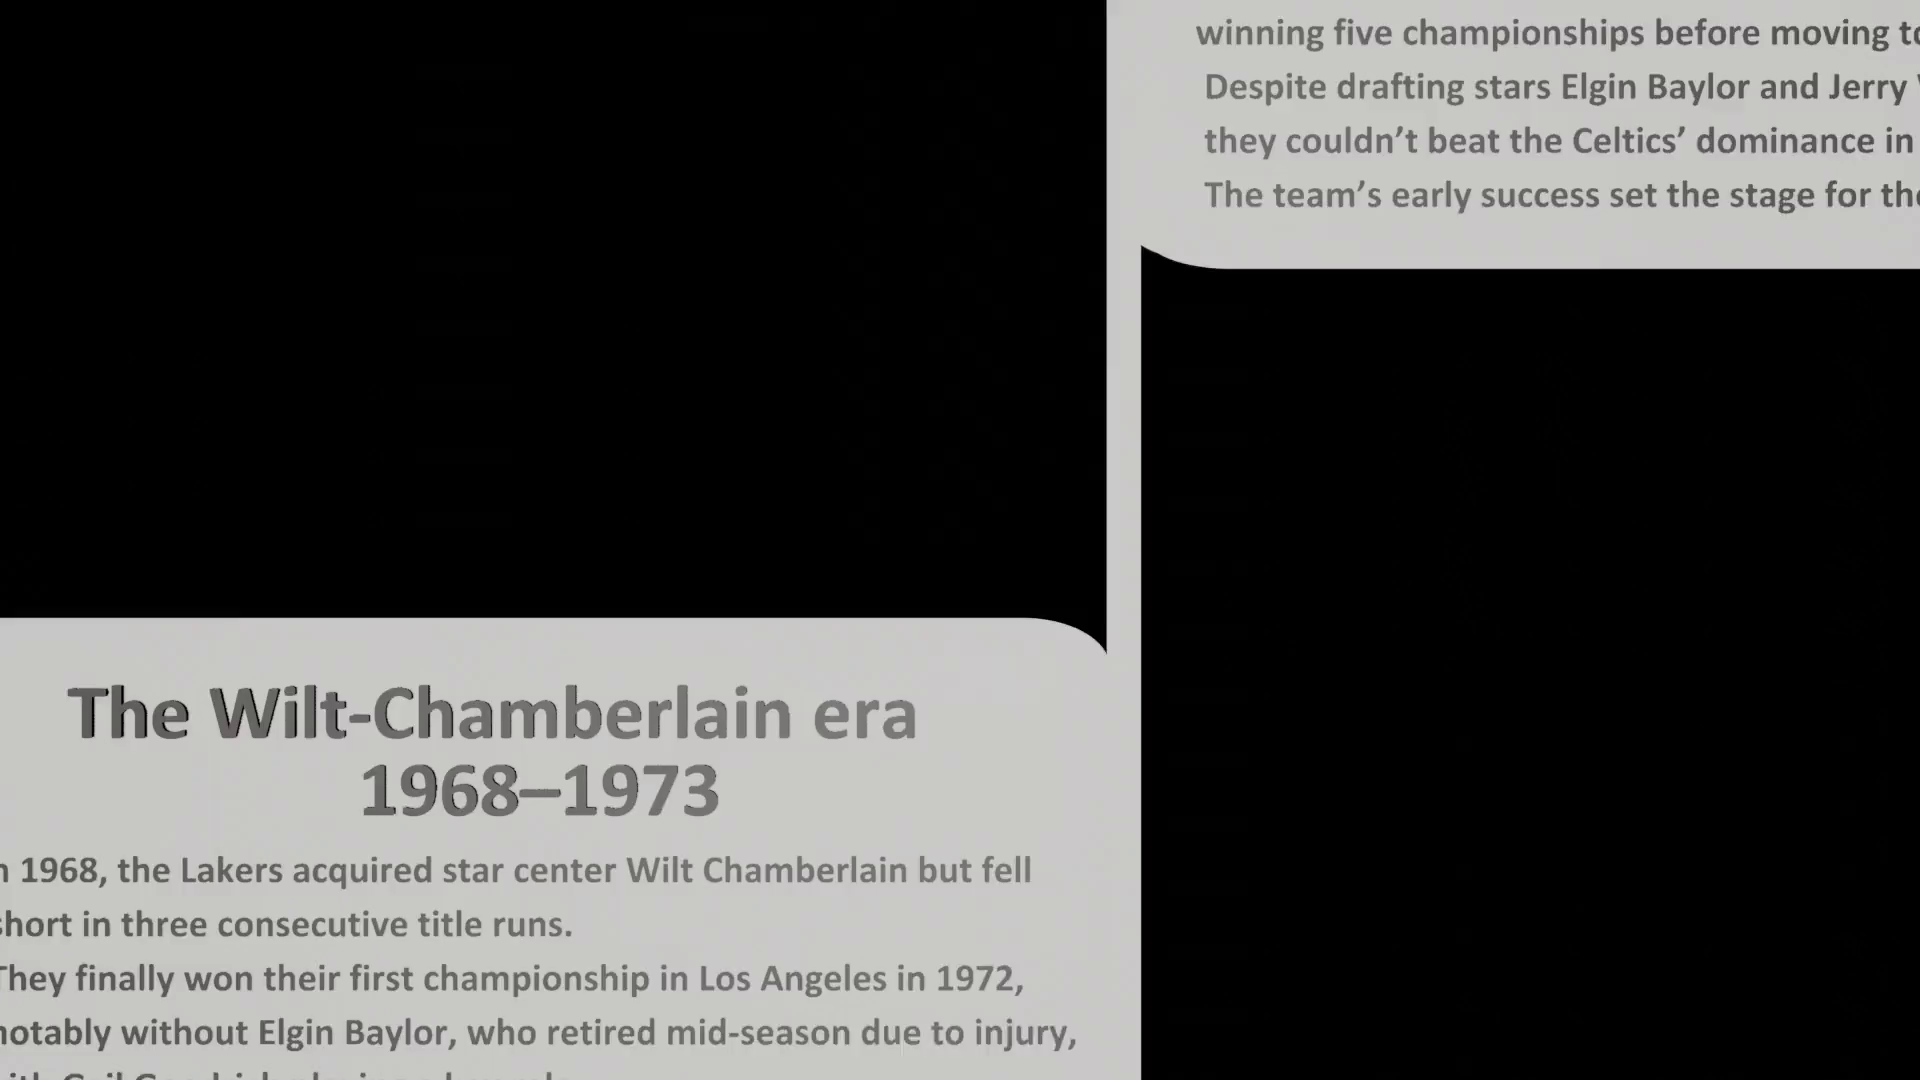 winning five championships before moving
Despite drafting stars Elgin Baylor and Jerry
they couldn’t beat the Celtics’ dominance in
The team’s early success set the stage for
The Wilt-Chamberlain era
1968–1973
1968, the Lakers acquired star center Wilt Chamberlain but fell
short in three consecutive title runs.
They finally won their first championship in Los Angeles in 1972,
notably without Elgin Baylor, who retired mid-season due to injury,